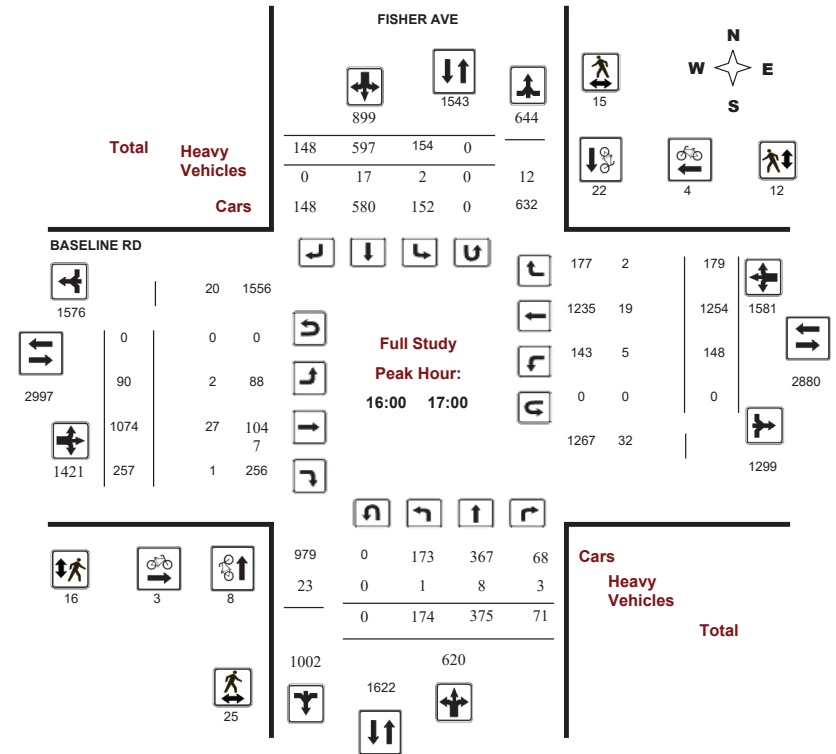 FISHER AVE
N
W E
S
1543
899 644
15
Total Heavy
Vehicles
Cars
148 597 154 0
0 17 2 0 12
148 580 152 0 632
22 4 12
BASELINE RD
1576
20 1556
177 2 179
1235 19 1254 1581
0 0 0
143 5 148
2997
90 2 88
0 0 0
2880
1074 27 104
7
1267 32
1421 257 1 256
1299
Full Study
Peak Hour:
16:00 17:00
979 0 173 367 68
23 0 1 8 3
0 174 375 71
Cars
Heavy
Vehicles
Total
16 3 8
1002 620
1622
25